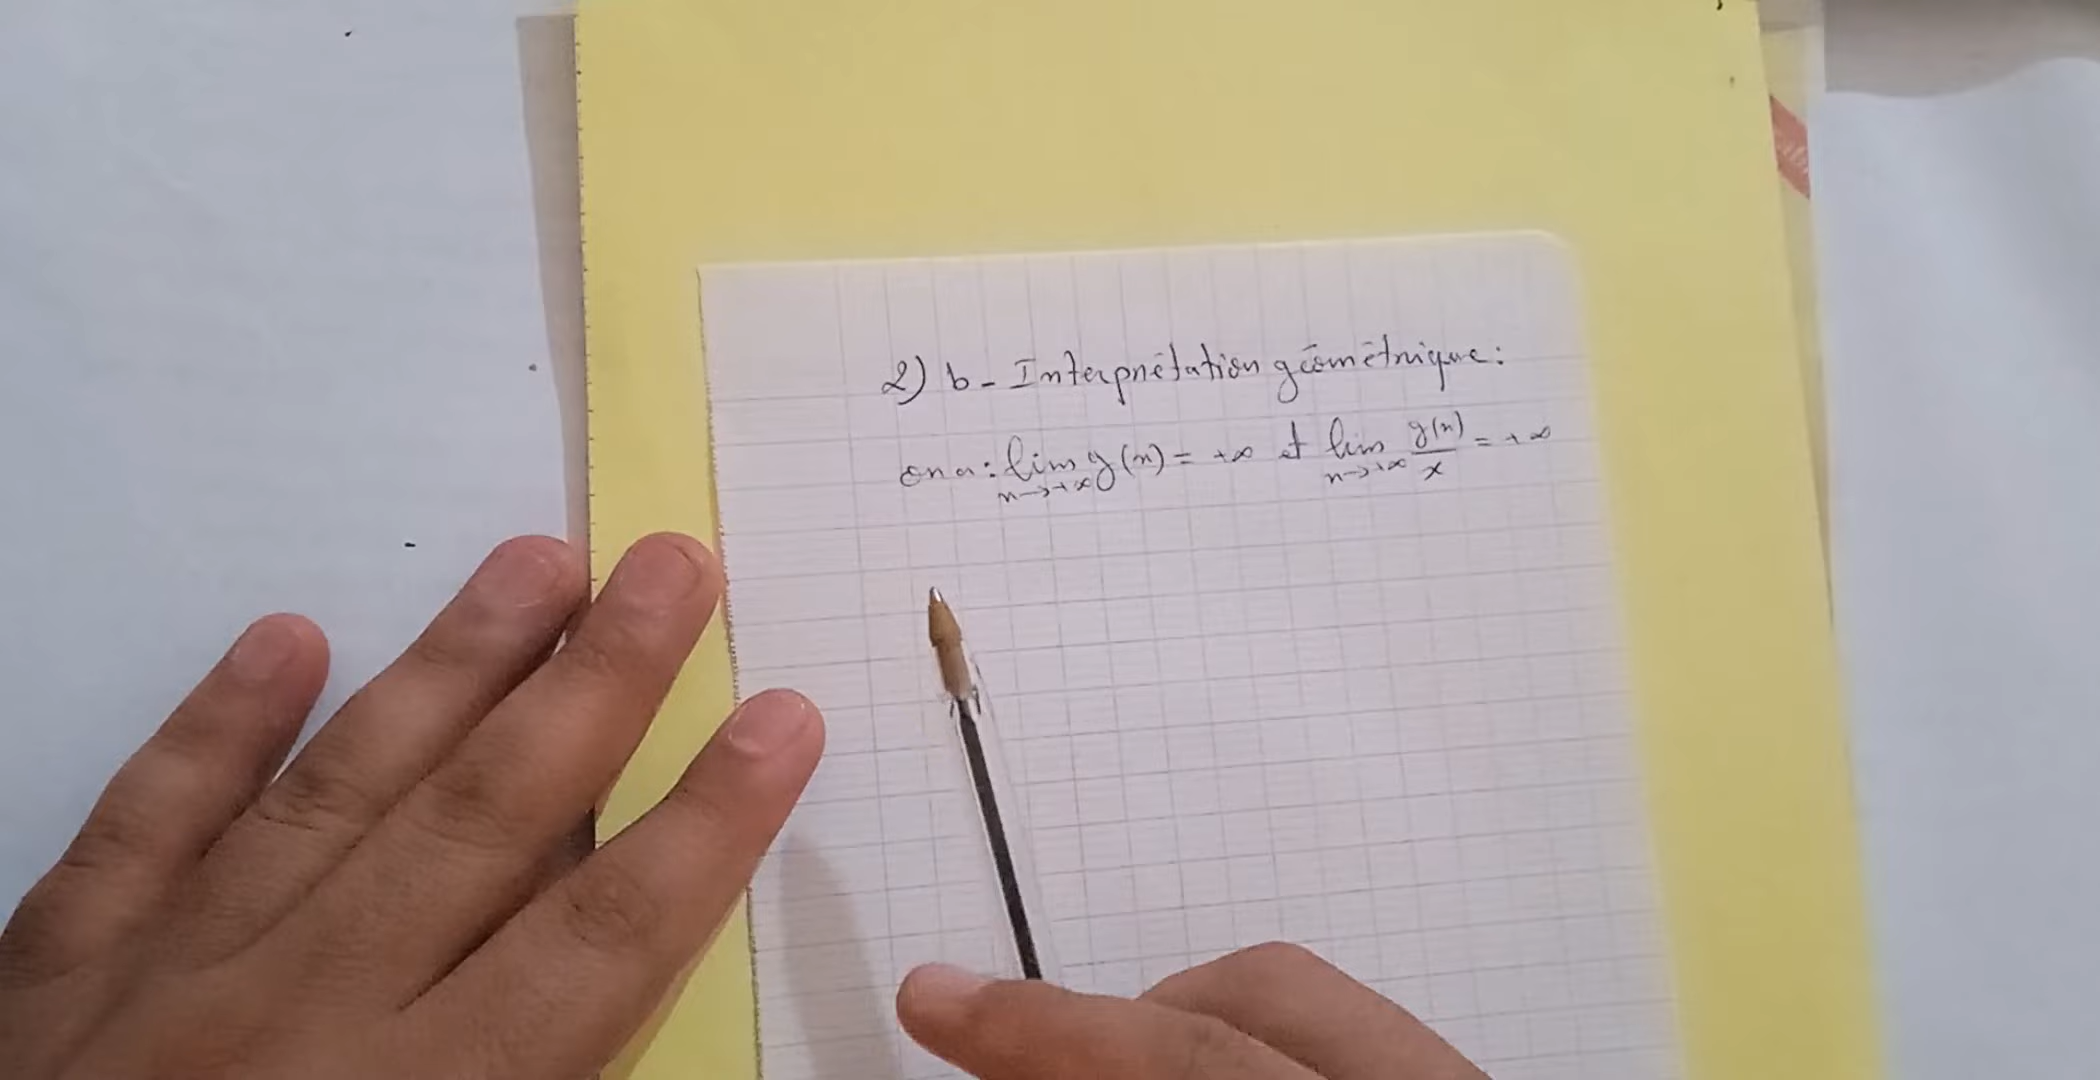 2) b - Interprétation géométrique:
on a: lim g(x) = +∞ et lim g(x)/x = +∞
x→+∞ x→+∞